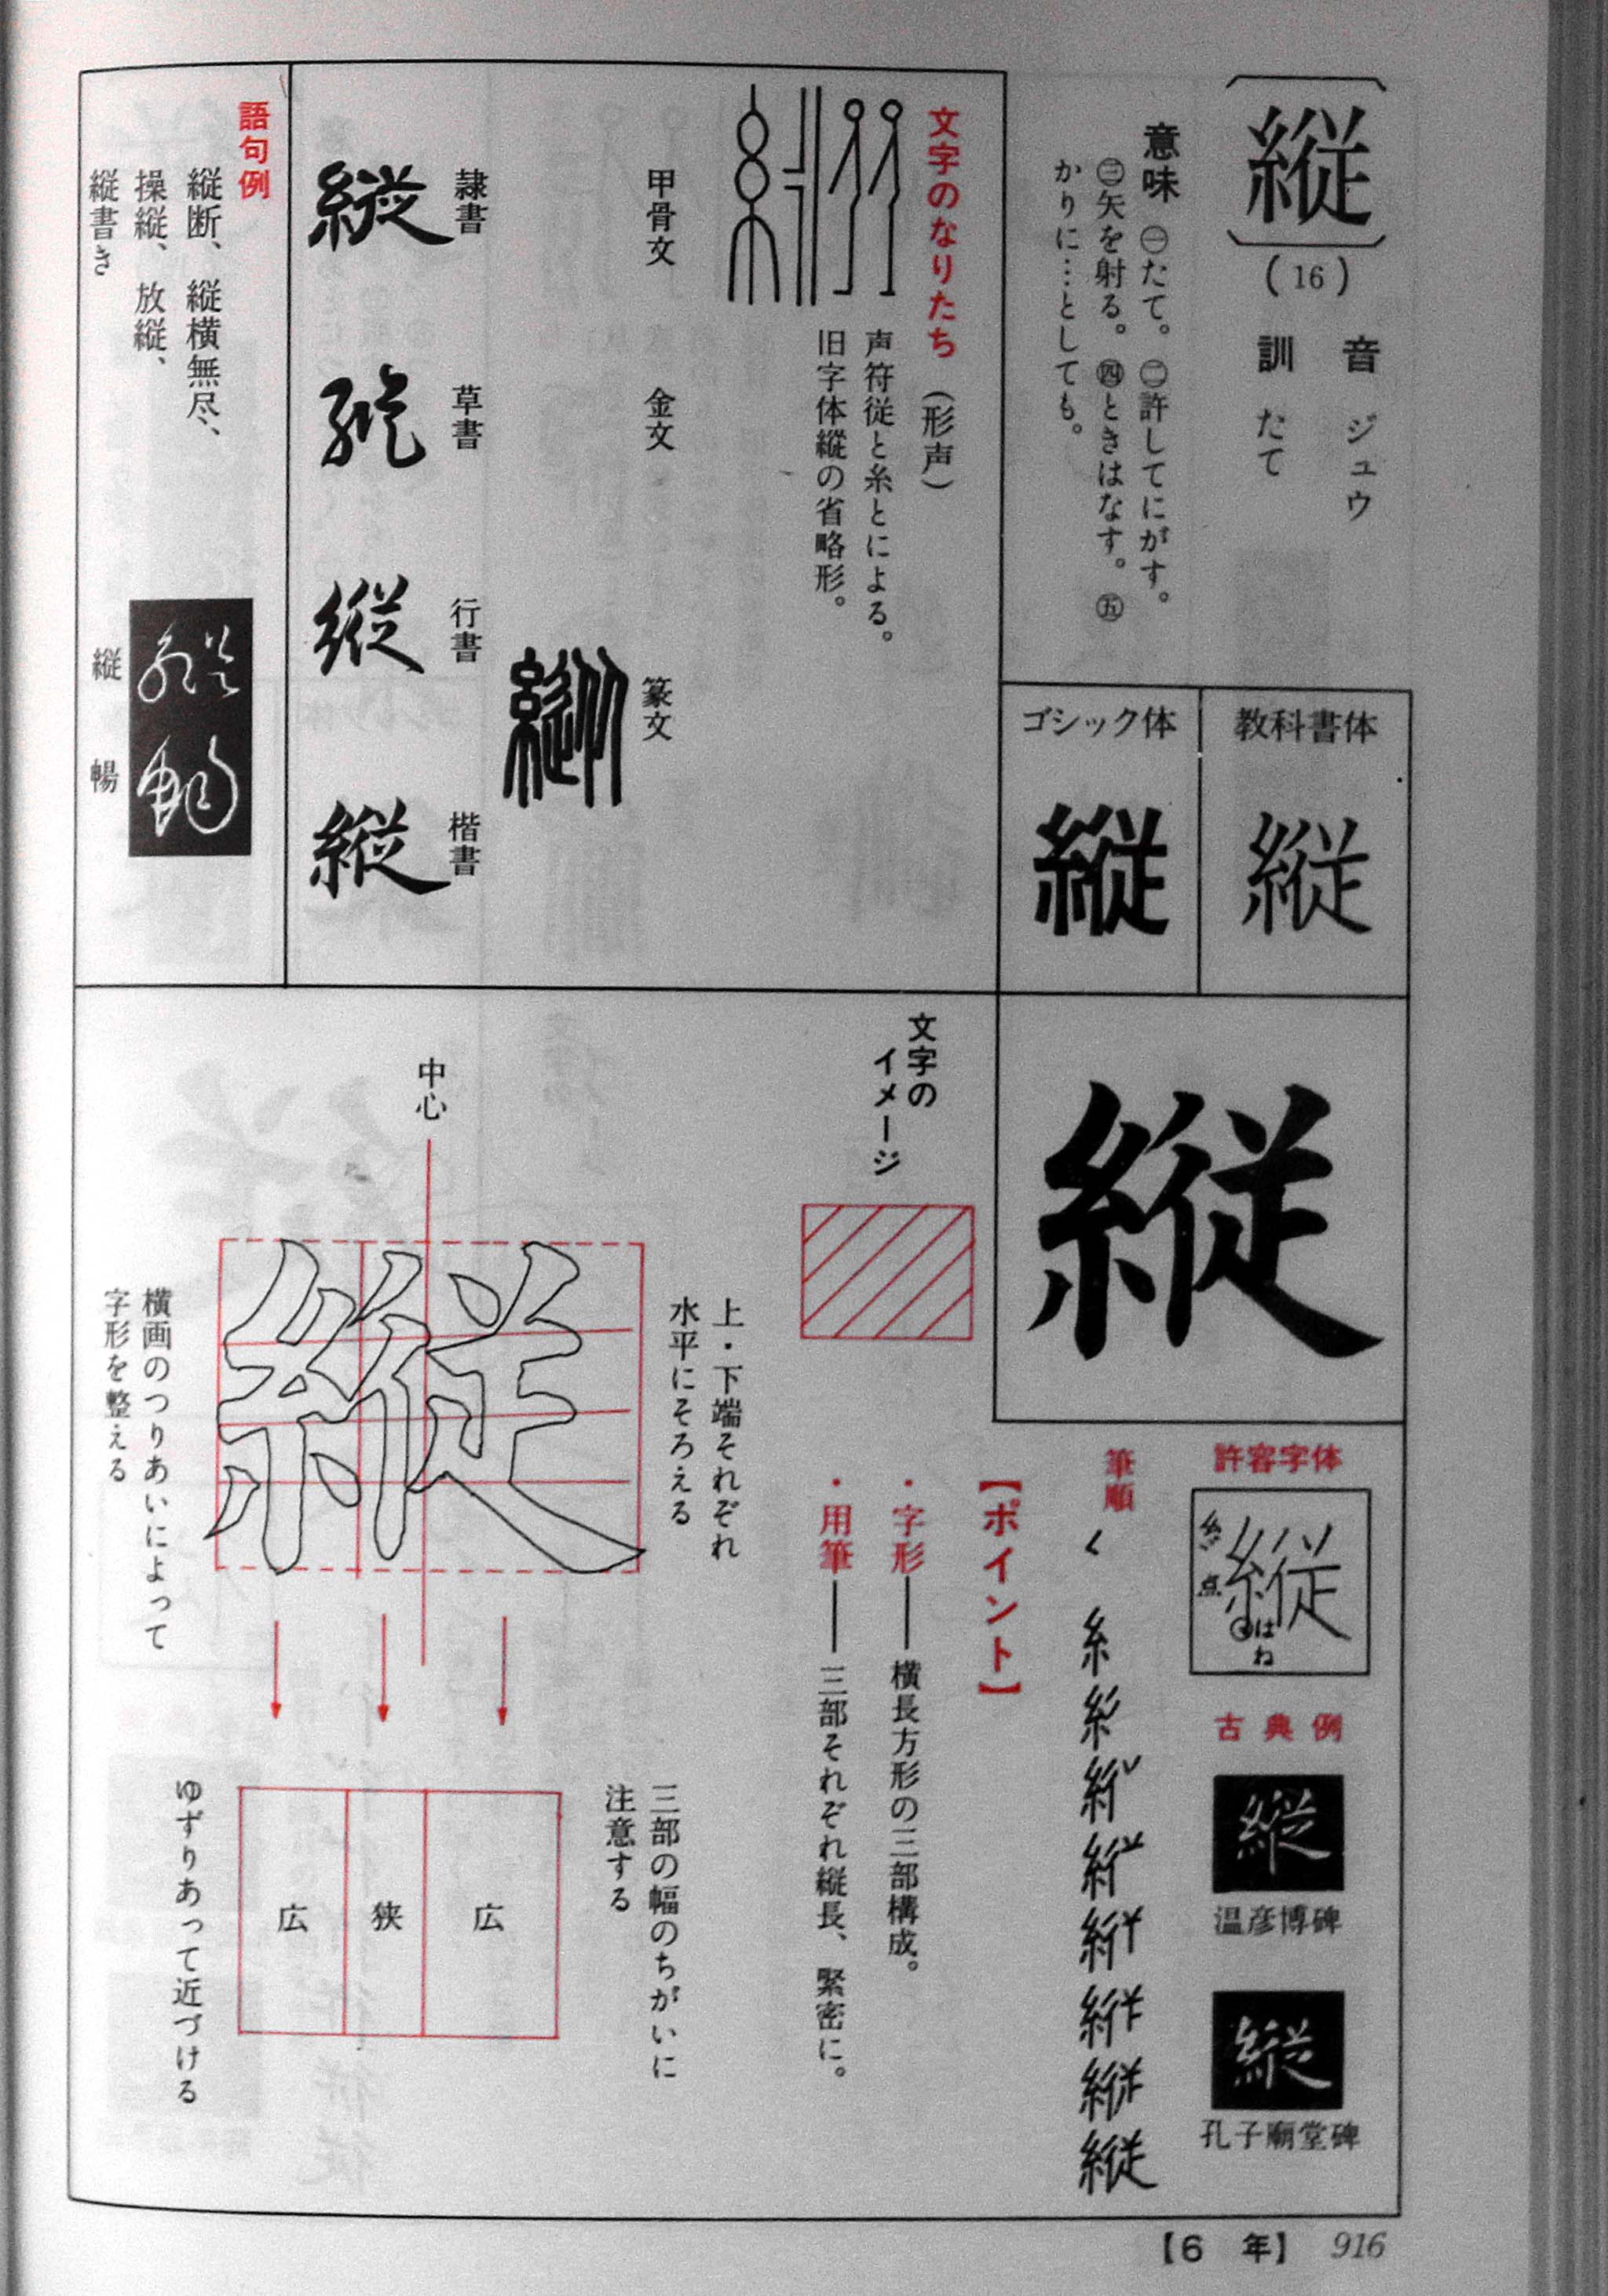 縦
(16)
音 ジュウ
訓 たて
意味 ㊀たて。㊁許してにがす。
㊂矢を射る。㊃ときはなす。㊄
かりに…としても。
教科書体
縦
ゴシック体
縦
文字のなりたち(形声)
声符従と糸とによる。
旧字体縱の省略形。
甲骨文
金文
篆文
縱
隷書
縦
草書
縦
行書
縦
楷書
縦
語句例
縦断、縦横無尽、
操縦、放縦、
縦書き
縦暢
縦 暢
縦
許容字体
縦
糸
点
はね
古典例
縦
温彦博碑
縦
孔子廟堂碑
筆順
く 糸 縦
【ポイント】
・字形――横長方形の三部構成。
・用筆――三部それぞれ縦長、緊密に。
文字の
イメージ
上・下端それぞれ
水平にそろえる
中心
縦
横画のつりあいによって
字形を整える
三部の幅のちがいに
注意する
広 狭 広
ゆずりあって近づける
【6 年】 916